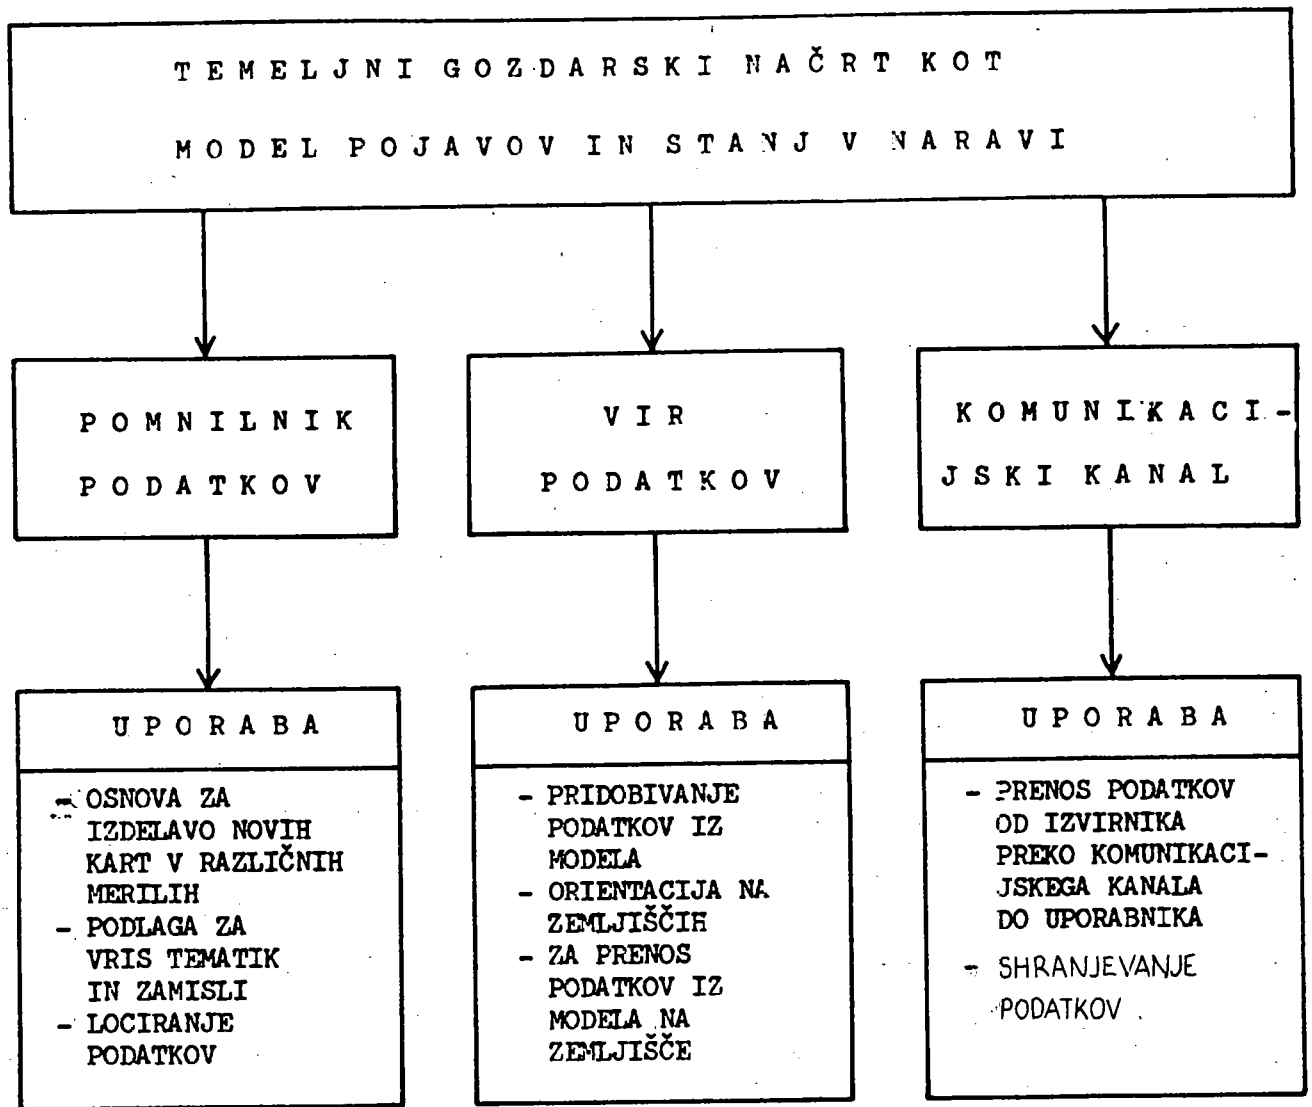 TEMELJNI GOZDARSKI NAČRT KOT
MODEL POJAVOV IN STANJ V NARAVI
POMNILNIK
PODATKOV
VIR
PODATKOV
KOMUNIKACI-
JSKI KANAL
UPORABA
- OSNOVA ZA
IZDELAVO NOVIH
KART V RAZLIČNIH
MERILIH
- PODLAGA ZA
VRIS TEMATIK
IN ZAMISLI
- LOCIRANJE
PODATKOV
UPORABA
- PRIDOBIVANJE
PODATKOV IZ
MODELA
- ORIENTACIJA NA
ZEMLJIŠČIH
- ZA PRENOS
PODATKOV IZ
MODELA NA
ZEMLJIŠČE
UPORABA
- PRENOS PODATKOV
OD IZVIRNIKA
PREKO KOMUNIKACI-
JSKEGA KANALA
DO UPORABNIKA
- SHRANJEVANJE
PODATKOV